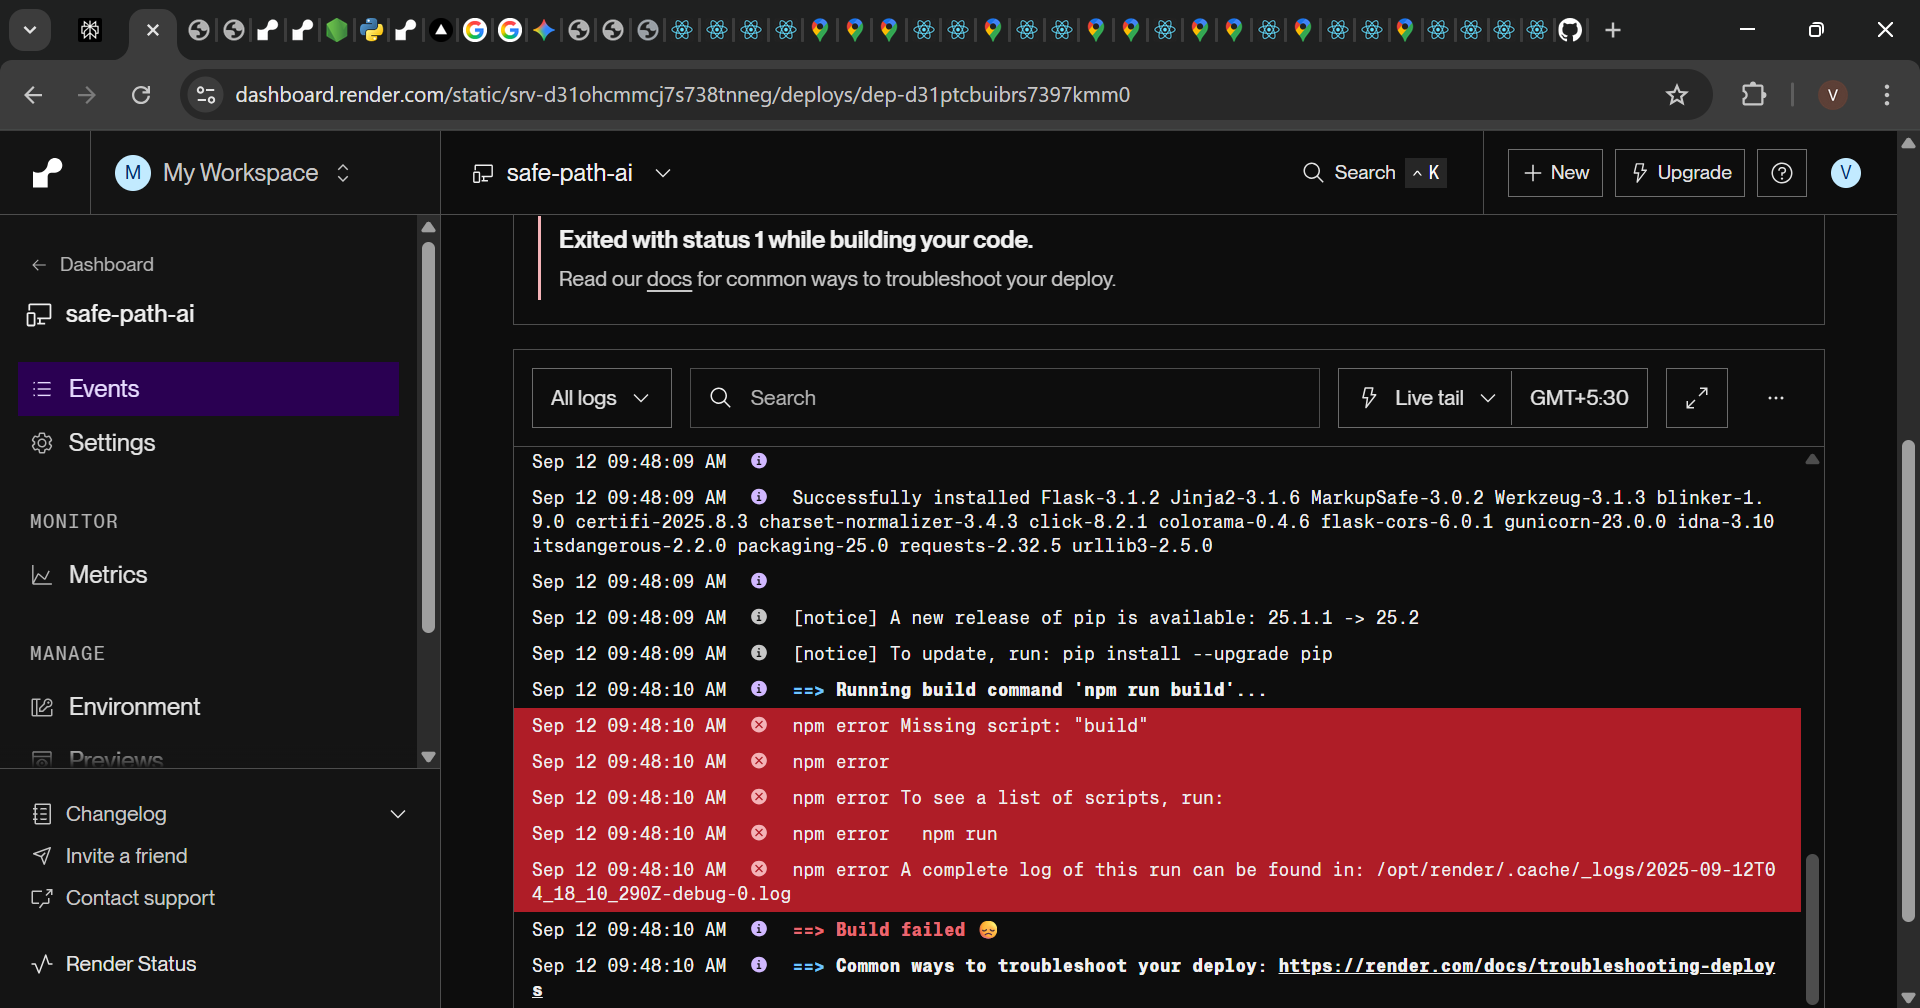 dashboard.render.com/static/srv-d31ohcmmcj7s738tnneg/deploys/dep-d31ptcbuibrs7397kmm0
V
M My Workspace
safe-path-ai
Search ^ K
+ New
Upgrade
V
← Dashboard
safe-path-ai
Events
Settings
MONITOR
Metrics
MANAGE
Environment
Previews
Changelog
Invite a friend
Contact support
Render Status
Exited with status 1 while building your code.
Read our docs for common ways to troubleshoot your deploy.
All logs
Search
Live tail
GMT+5:30
Sep 12 09:48:09 AM
Sep 12 09:48:09 AM Successfully installed Flask-3.1.2 Jinja2-3.1.6 MarkupSafe-3.0.2 Werkzeug-3.1.3 blinker-1.
9.0 certifi-2025.8.3 charset-normalizer-3.4.3 click-8.2.1 colorama-0.4.6 flask-cors-6.0.1 gunicorn-23.0.0 idna-3.10
itsdangerous-2.2.0 packaging-25.0 requests-2.32.5 urllib3-2.5.0
Sep 12 09:48:09 AM
Sep 12 09:48:09 AM [notice] A new release of pip is available: 25.1.1 -> 25.2
Sep 12 09:48:09 AM [notice] To update, run: pip install --upgrade pip
Sep 12 09:48:10 AM ==> Running build command 'npm run build'...
Sep 12 09:48:10 AM npm error Missing script: "build"
Sep 12 09:48:10 AM npm error
Sep 12 09:48:10 AM npm error To see a list of scripts, run:
Sep 12 09:48:10 AM npm error   npm run
Sep 12 09:48:10 AM npm error A complete log of this run can be found in: /opt/render/.cache/_logs/2025-09-12T0
4_18_10_290Z-debug-0.log
Sep 12 09:48:10 AM ==> Build failed 😞
Sep 12 09:48:10 AM ==> Common ways to troubleshoot your deploy: https://render.com/docs/troubleshooting-deploy
s